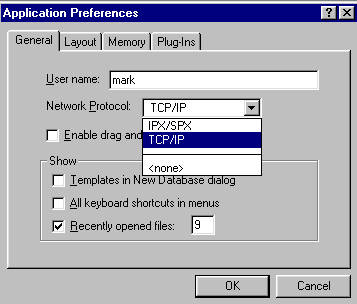 Application Preferences
General Layout Memory Plug-Ins
User name: mark
Network Protocol: TCP/IP
IPX/SPX
TCP/IP
<none>
Enable drag and
Show
Templates in New Database dialog
All keyboard shortcuts in menus
Recently opened files: 9
OK Cancel